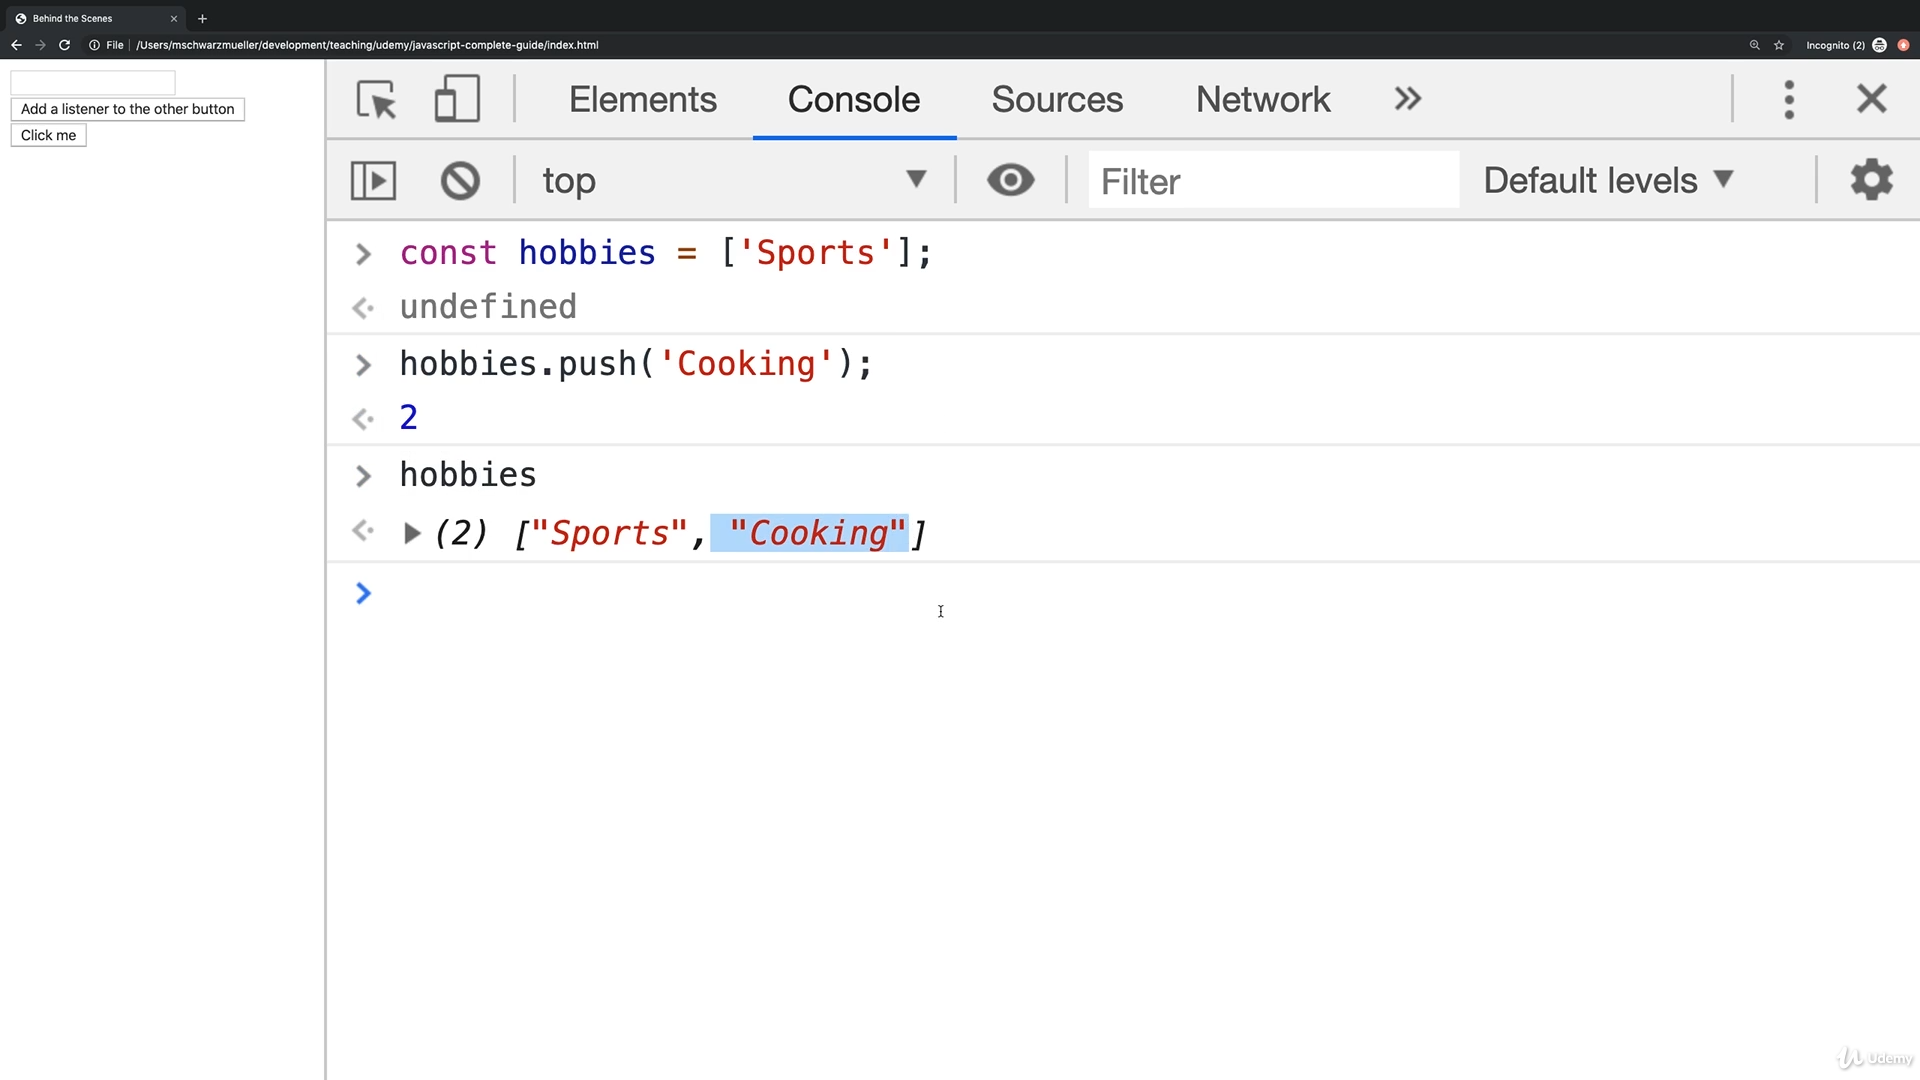 Behind the Scenes
File /Users/mschwarzmueller/development/teaching/udemy/javascript-complete-guide/index.html
Incognito (2)
Add a listener to the other button
Click me
Elements Console Sources Network
top Filter Default levels
const hobbies = ['Sports'];
undefined
hobbies.push('Cooking');
2
hobbies
(2) ["Sports", "Cooking"]
Udemy